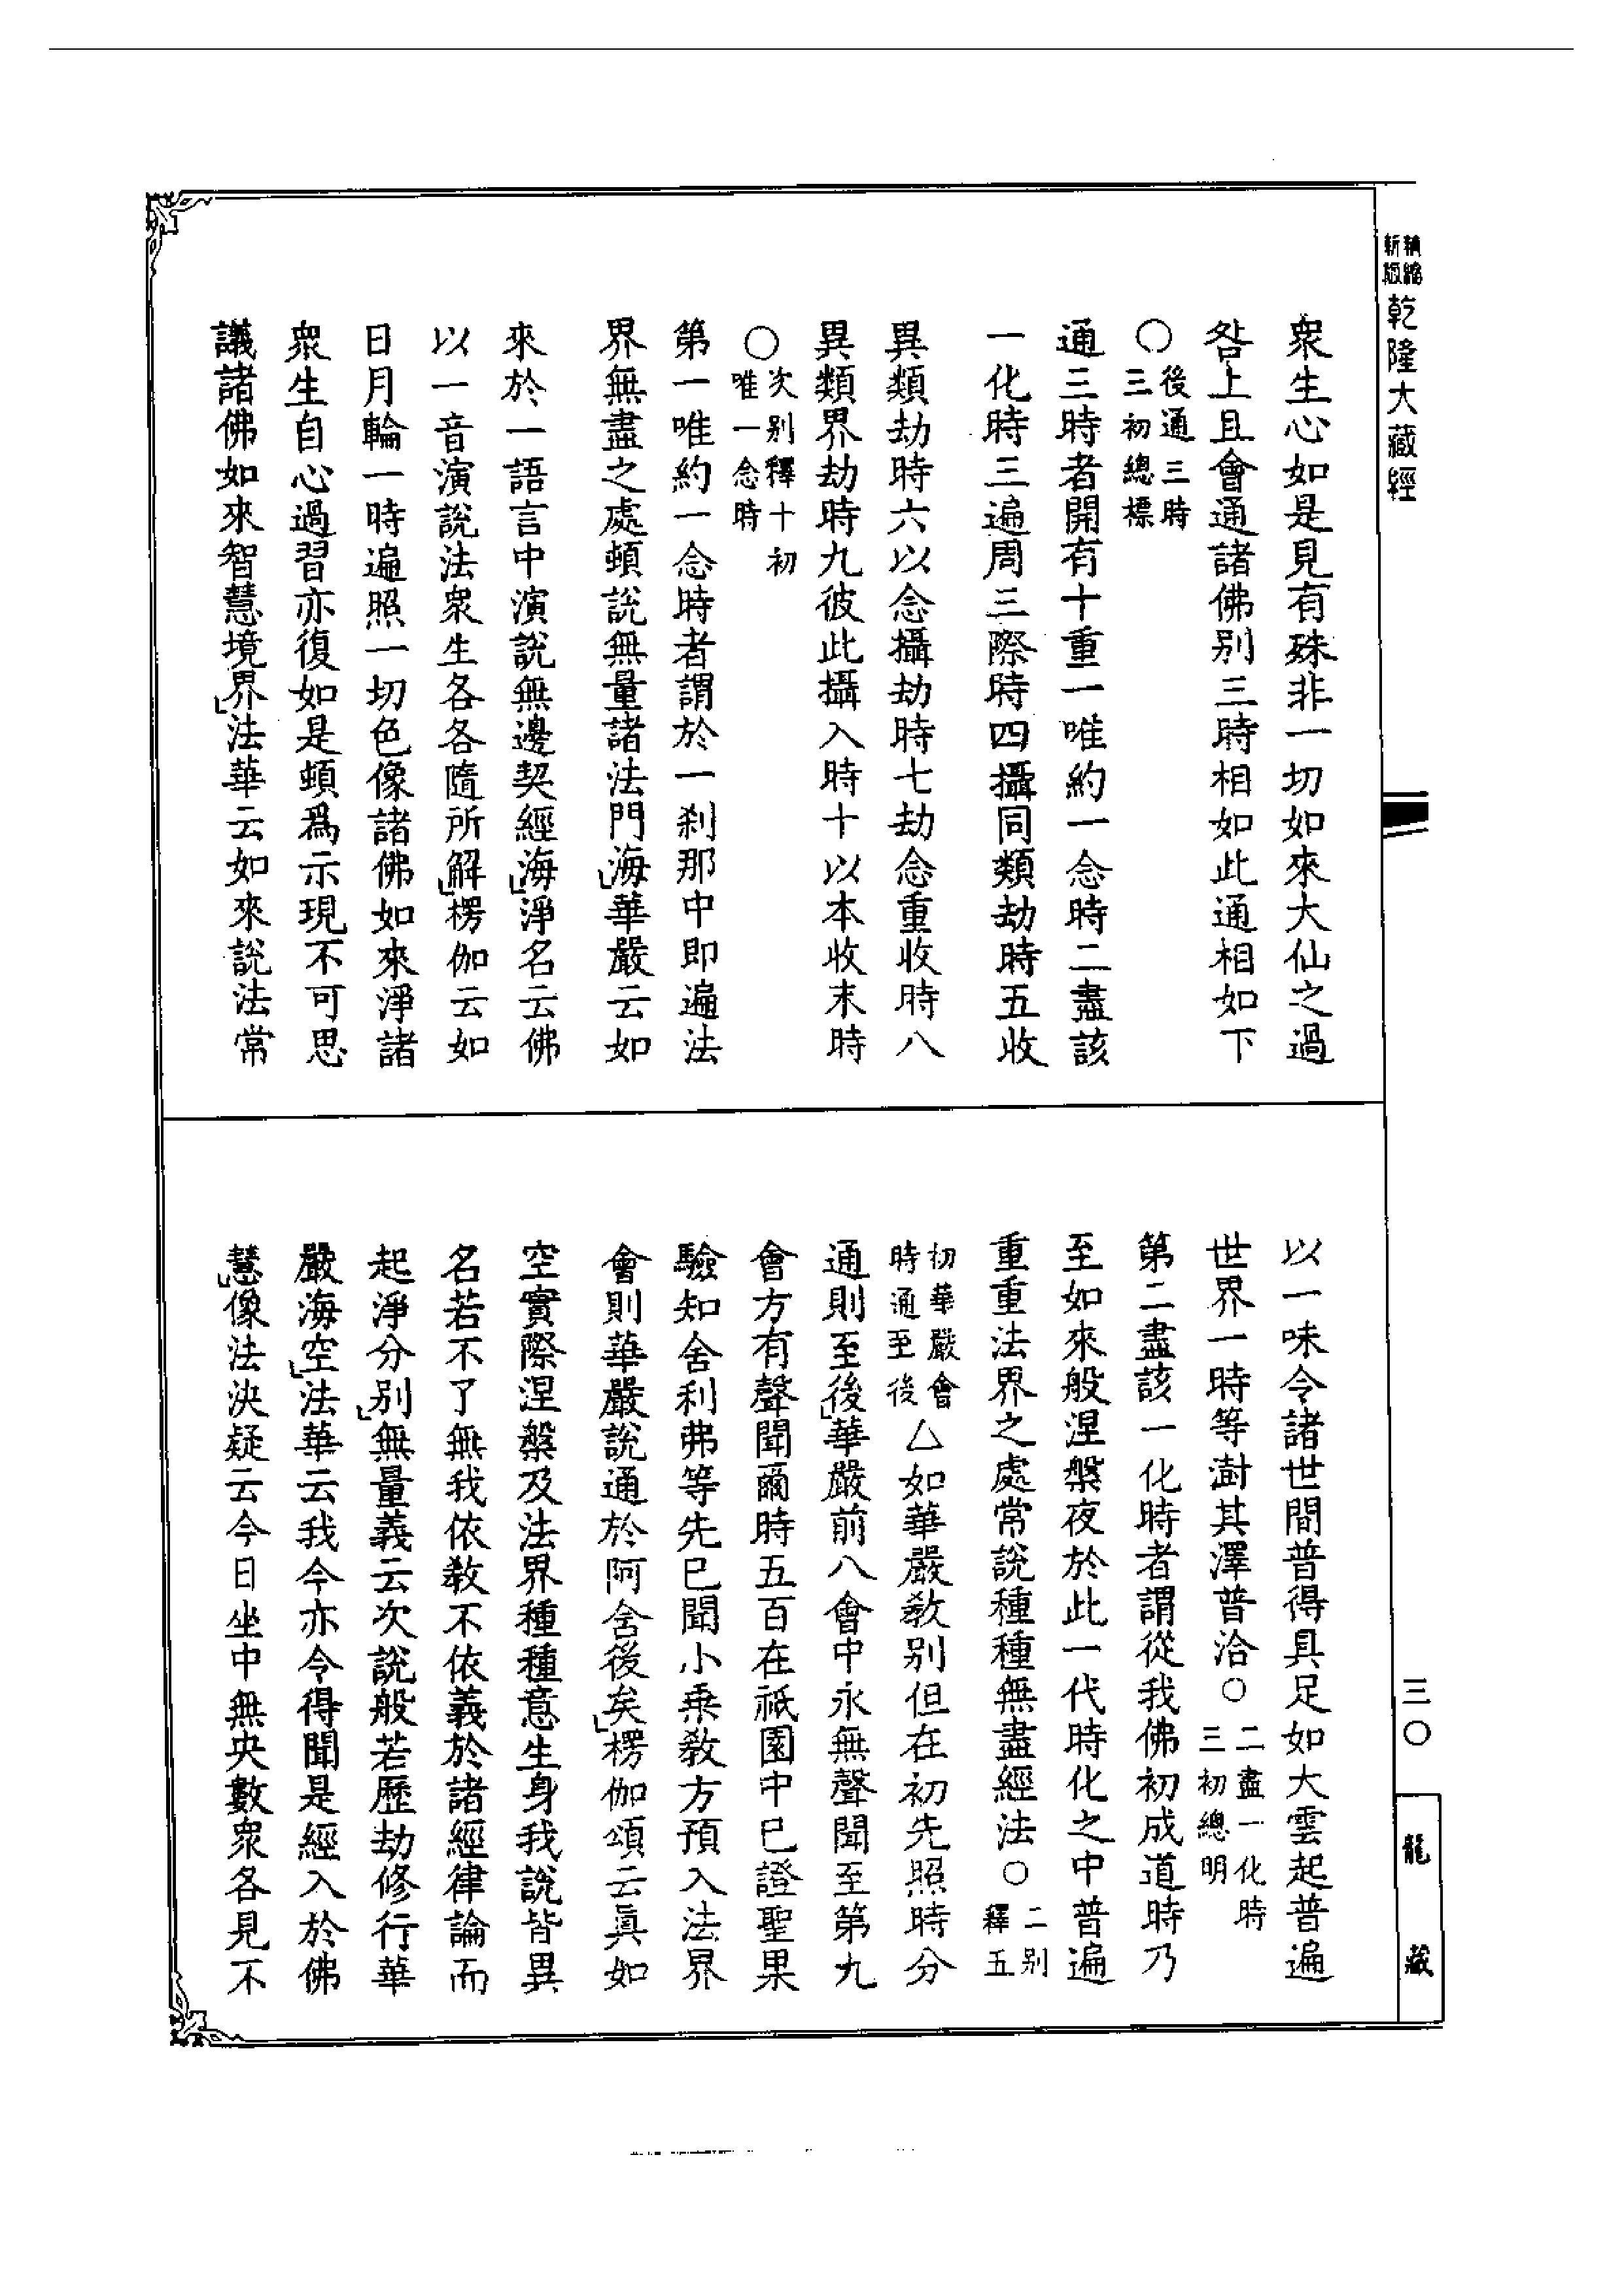 精縮新版乾隆大藏經
衆生心如是見有殊非一切如來大仙之過
咎上且會通諸佛别三時相如此通相如下
○後通三時三初總標
通三時者開有十重一唯約一念時二盡該
一化時三遍周三際時四攝同類劫時五收
異類劫時六以念攝劫時七劫念重收時八
異類界劫時九彼此攝入時十以本收末時
○次别釋十初唯一念時
第一唯約一念時者謂於一刹那中即遍法
界無盡之處頓說無量諸法門」海華嚴云如
來於一語言中演說無邊契經海」淨名云佛
以一音演說法衆生各各隨所解」楞伽云如
日月輪一時遍照一切色像諸佛如來淨諸
衆生自心過習亦復如是頓爲示現不可思
議諸佛如來智慧境界」法華云如來說法常
以一味令諸世間普得具足如大雲起普遍
世界一時等澍其澤普洽○二盡一化時三初總明
第二盡該一化時者謂從我佛初成道時乃
至如來般涅槃夜於此一代時化之中普遍
重重法界之處常說種種無盡經法○二别釋五
初華嚴會時通至後△如華嚴教别但在初先照時分
通則至後」華嚴前八會中永無聲聞至第九
會方有聲聞爾時五百在祇園中已證聖果
驗知舍利弗等先已聞小乗教方預入法界
會則華嚴說通於阿含後矣」楞伽頌云眞如
空實際涅槃及法界種種意生身我說皆異
名若不了無我依教不依義於諸經律論而
起淨分别」無量義云次說般若歷劫修行華
嚴海空」法華云我今亦令得聞是經入於佛
慧」像法決疑云今日坐中無央數衆各見不
三〇
龍藏